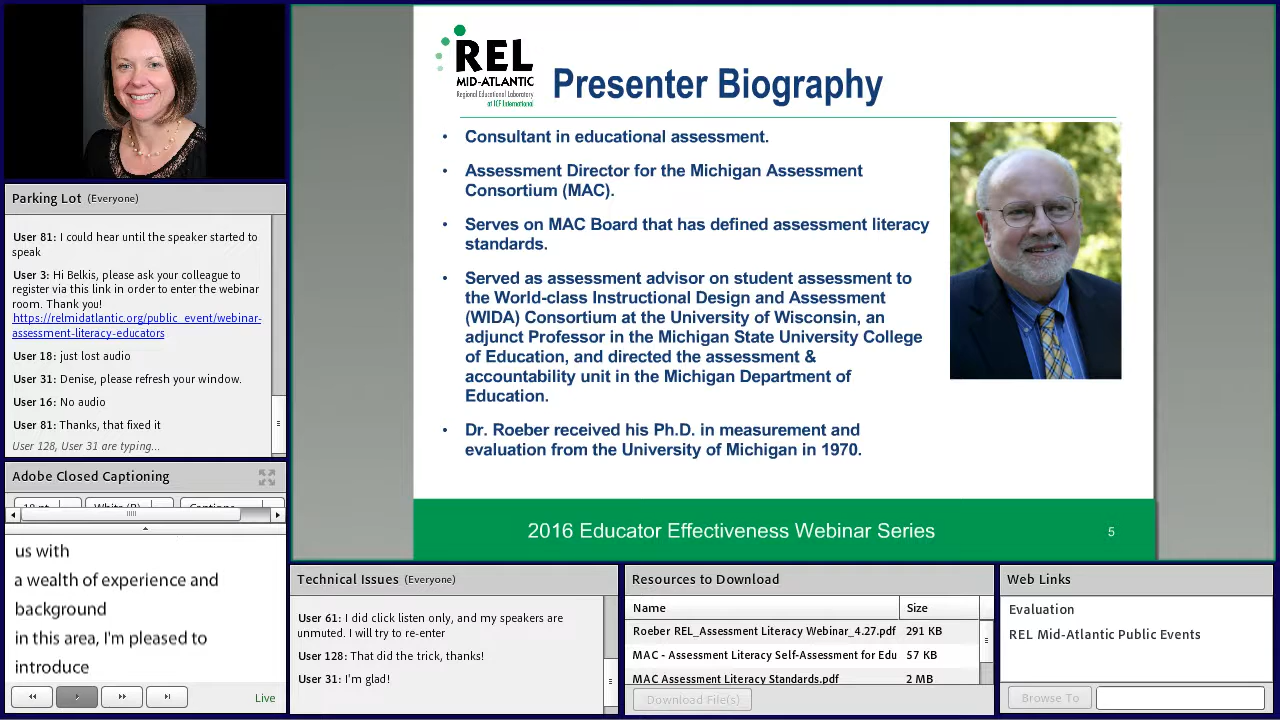 REL
MID-ATLANTIC
Regional Educational Laboratory
at ICF International
Presenter Biography
• Consultant in educational assessment.
• Assessment Director for the Michigan Assessment
Consortium (MAC).
• Serves on MAC Board that has defined assessment literacy
standards.
• Served as assessment advisor on student assessment to
the World-class Instructional Design and Assessment
(WIDA) Consortium at the University of Wisconsin, an
adjunct Professor in the Michigan State University College
of Education, and directed the assessment &
accountability unit in the Michigan Department of
Education.
• Dr. Roeber received his Ph.D. in measurement and
evaluation from the University of Michigan in 1970.
2016 Educator Effectiveness Webinar Series
5
Parking Lot (Everyone)
User 81: I could hear until the speaker started to
speak
User 3: Hi Belkis, please ask your colleague to
register via this link in order to enter the webinar
room. Thank you!
https://relmidatlantic.org/public_event/webinar-
assessment-literacy-educators
User 18: just lost audio
User 31: Denise, please refresh your window.
User 16: No audio
User 81: Thanks, that fixed it
User 128, User 31 are typing...
Adobe Closed Captioning
us with
a wealth of experience and
background
in this area, I'm pleased to
introduce
Live
Technical Issues (Everyone)
User 61: I did click listen only, and my speakers are
unmuted. I will try to re-enter
User 128: That did the trick, thanks!
User 31: I'm glad!
Resources to Download
Name Size
Roeber REL_Assessment Literacy Webinar_4.27.pdf 291 KB
MAC - Assessment Literacy Self-Assessment for Edu 57 KB
MAC Assessment Literacy Standards.pdf 2 MB
Download File(s)
Web Links
Evaluation
REL Mid-Atlantic Public Events
Browse To